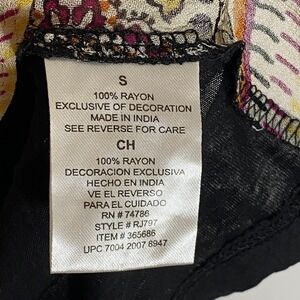 S
100% RAYON
EXCLUSIVE OF DECORATION
MADE IN INDIA
SEE REVERSE FOR CARE
CH
100% RAYON
DECORACION EXCLUSIVA
HECHO EN INDIA
VE EL REVERSO
PARA EL CUIDADO
RN # 74786
STYLE # RJ797
ITEM # 365686
UPC 7004 2007 6947